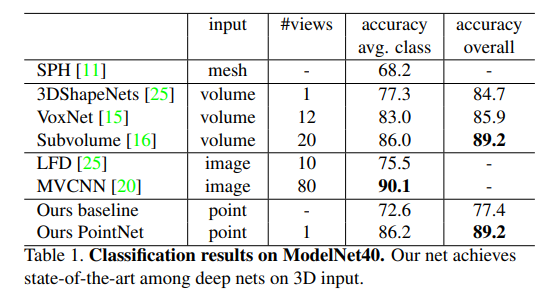 input #views accuracy accuracy
avg. class overall
SPH [11] mesh - 68.2 -
3DShapeNets [25] volume 1 77.3 84.7
VoxNet [15] volume 12 83.0 85.9
Subvolume [16] volume 20 86.0 89.2
LFD [25] image 10 75.5 -
MVCNN [20] image 80 90.1 -
Ours baseline point - 72.6 77.4
Ours PointNet point 1 86.2 89.2
Table 1. Classification results on ModelNet40. Our net achieves
state-of-the-art among deep nets on 3D input.